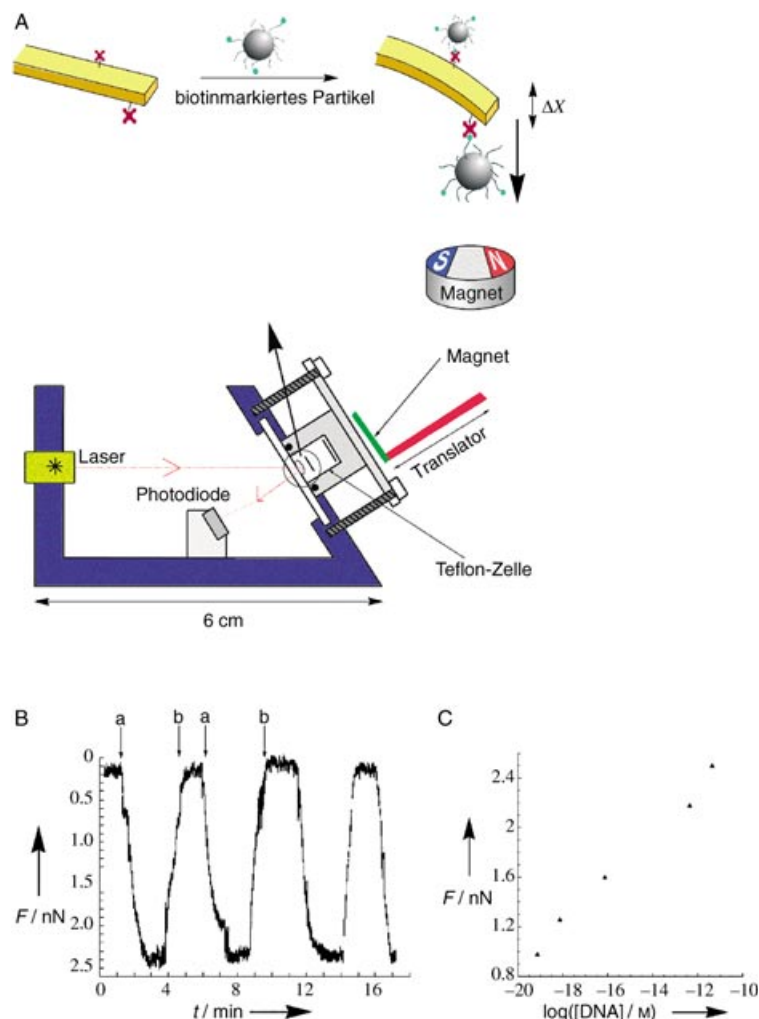 A
biotinmarkiertes Partikel
ΔX
S N
Magnet
Magnet
Laser
Translator
Photodiode
Teflon-Zelle
6 cm
B
a b a b
0
0.5
1.0
1.5
2.0
2.5
F / nN
0 4 8 12 16
t / min
C
2.4
2
1.6
1.2
0.8
F / nN
−20 −18 −16 −14 −12 −10
log([DNA] / M)